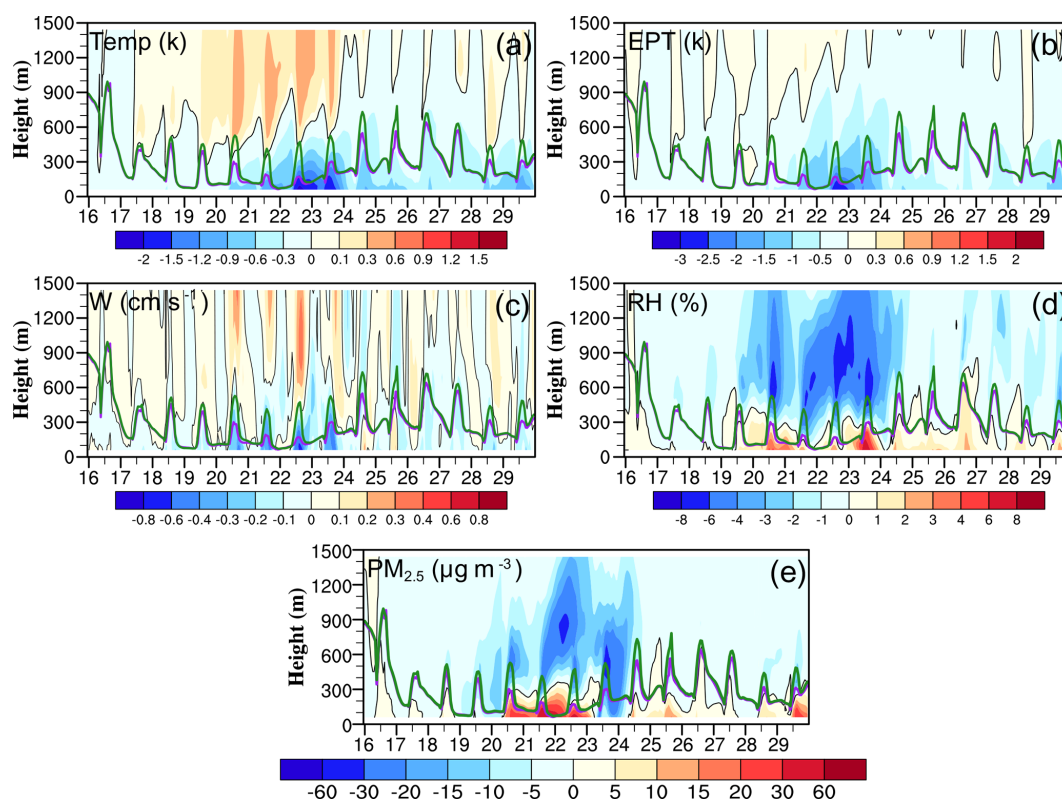 Temp (k) (a)
1500
1200
900
600
300
0
Height (m)
16 17 18 19 20 21 22 23 24 25 26 27 28 29
-2 -1.5 -1.2 -0.9 -0.6 -0.3 0 0.1 0.3 0.6 0.9 1.2 1.5
EPT (k) (b)
1500
1200
900
600
300
0
Height (m)
16 17 18 19 20 21 22 23 24 25 26 27 28 29
-3 -2.5 -2 -1.5 -1 -0.5 0 0.3 0.6 0.9 1.2 1.5 2
W (cm s⁻¹) (c)
1500
1200
900
600
300
0
Height (m)
16 17 18 19 20 21 22 23 24 25 26 27 28 29
-0.8 -0.6 -0.4 -0.3 -0.2 -0.1 0 0.1 0.2 0.3 0.4 0.6 0.8
RH (%) (d)
1500
1200
900
600
300
0
Height (m)
16 17 18 19 20 21 22 23 24 25 26 27 28 29
-8 -6 -4 -3 -2 -1 0 1 2 3 4 6 8
PM₂.₅ (µg m⁻³) (e)
1500
1200
900
600
300
0
Height (m)
16 17 18 19 20 21 22 23 24 25 26 27 28 29
-60 -30 -20 -15 -10 -5 0 5 10 15 20 30 60